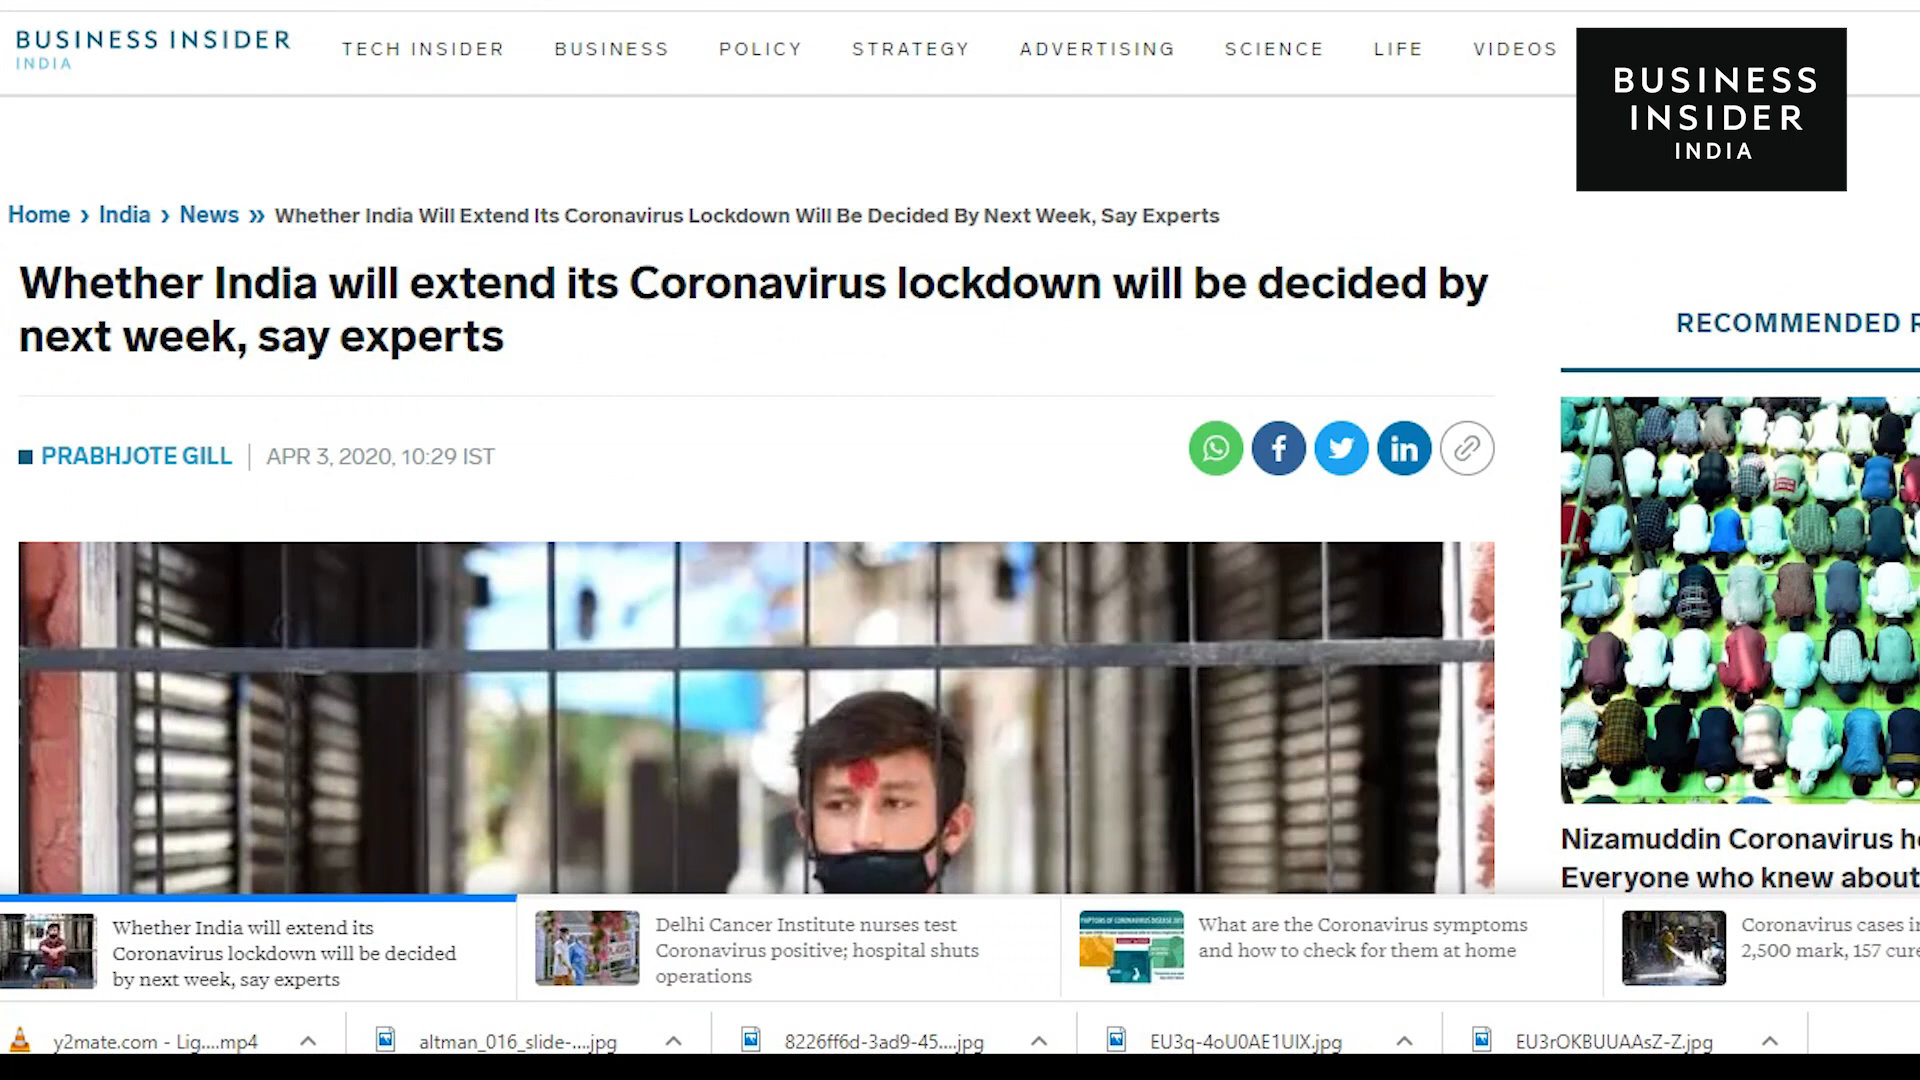 BUSINESS INSIDER
INDIA
TECH INSIDER BUSINESS POLICY STRATEGY ADVERTISING SCIENCE LIFE VIDEOS
BUSINESS
INSIDER
INDIA
Home › India › News » Whether India Will Extend Its Coronavirus Lockdown Will Be Decided By Next Week, Say Experts
Whether India will extend its Coronavirus lockdown will be decided by
next week, say experts
PRABHJOTE GILL | APR 3, 2020, 10:29 IST
RECOMMENDED
Nizamuddin Coronavirus
Everyone who knew about
Whether India will extend its
Coronavirus lockdown will be decided
by next week, say experts
Delhi Cancer Institute nurses test
Coronavirus positive; hospital shuts
operations
What are the Coronavirus symptoms
and how to check for them at home
Coronavirus cases
2,500 mark, 157
y2mate.com - Lig....mp4
altman_016_slide-....jpg
8226ff6d-3ad9-45....jpg
EU3q-4oU0AE1UIX.jpg
EU3rOKBUUAAsZ-Z.jpg